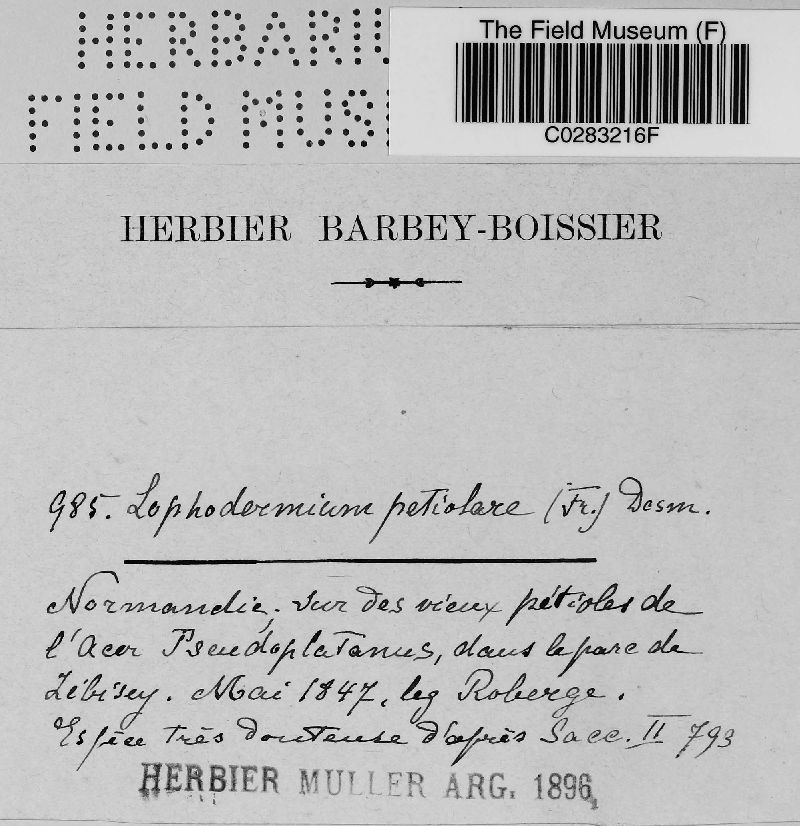 HERBARIU
The Field Museum (F)
FIELD MUS
C0283216F
HERBIER BARBEY-BOISSIER
985. Lophodermium petiolare (Fr.) Desm.
Normandie, sur des vieux pétioles de
l'Acer Pseudoplatanus, dans le parc de
Lébisey. Mai 1847, leg Roberge.
Espèce très douteuse d'après Sacc. II 793
HERBIER MULLER ARG. 1896